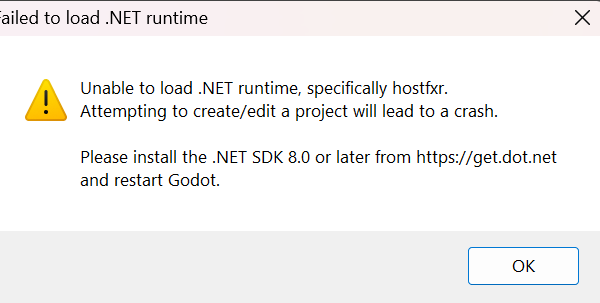 ailed to load .NET runtime
Unable to load .NET runtime, specifically hostfxr.
Attempting to create/edit a project will lead to a crash.
Please install the .NET SDK 8.0 or later from https://get.dot.net
and restart Godot.
OK